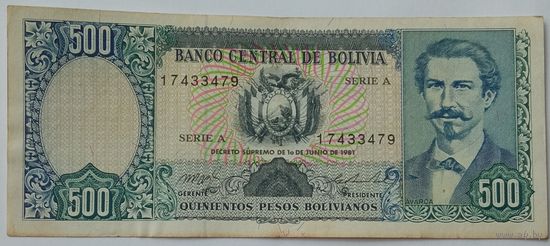 500
BANCO CENTRAL DE BOLIVIA
17433479 SERIE A
SERIE A 17433479
DECRETO SUPREMO DE 1o DE JUNIO DE 1981
GERENTE PRESIDENTE
500 QUINIENTOS PESOS BOLIVIANOS
AVAROA
500